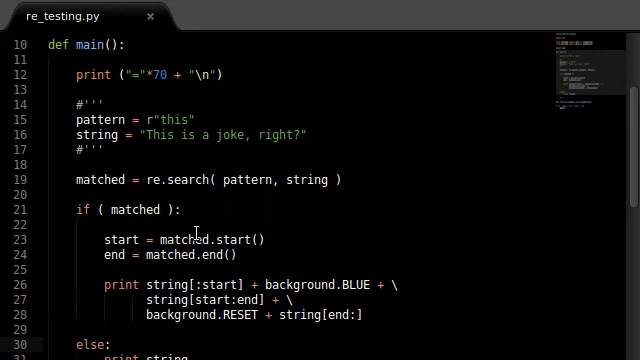 re_testing.py ×
10 def main():
11
12 print ("="*70 + "\n")
13
14 #'''
15 pattern = r"this"
16 string = "This is a joke, right?"
17 #'''
18
19 matched = re.search( pattern, string )
20
21 if ( matched ):
22
23 start = matched.start()
24 end = matched.end()
25
26 print string[:start] + background.BLUE + \
27 string[start:end] + \
28 background.RESET + string[end:]
29
30 else:
31 print string